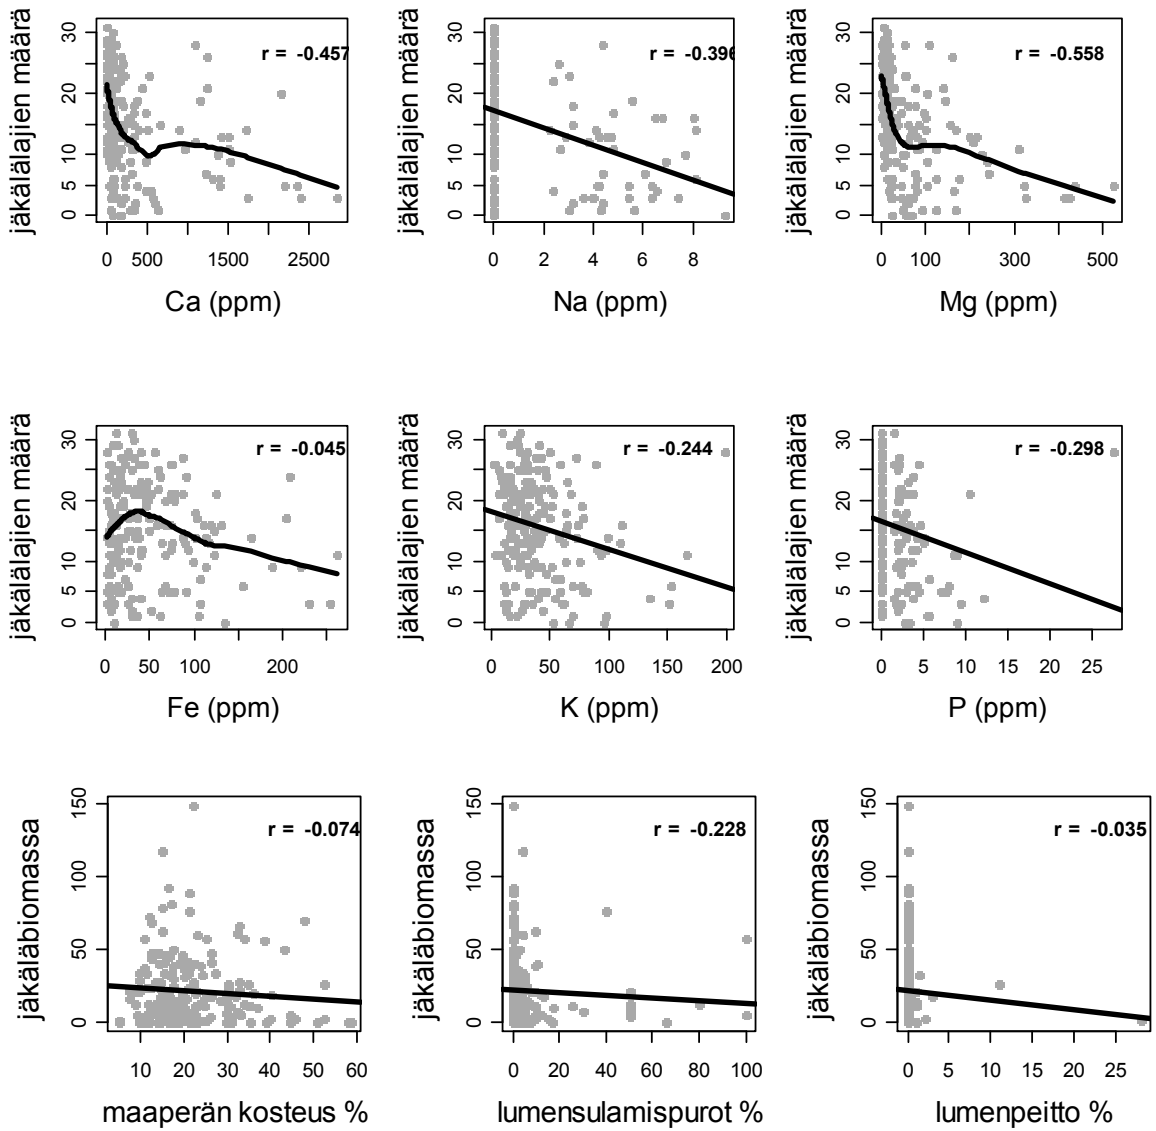 jäkälälajien määrä
0 5 10 20 30
r = -0.457
0 500 1500 2500
Ca (ppm)
jäkälälajien määrä
0 5 10 20 30
r = -0.396
0 2 4 6 8
Na (ppm)
jäkälälajien määrä
0 5 10 20 30
r = -0.558
0 100 300 500
Mg (ppm)
jäkälälajien määrä
0 5 10 20 30
r = -0.045
0 50 100 200
Fe (ppm)
jäkälälajien määrä
0 5 10 20 30
r = -0.244
0 50 100 150 200
K (ppm)
jäkälälajien määrä
0 5 10 20 30
r = -0.298
0 5 10 15 20 25
P (ppm)
jäkäläbiomassa
0 50 100 150
r = -0.074
10 20 30 40 50 60
maaperän kosteus %
jäkäläbiomassa
0 50 100 150
r = -0.228
0 20 40 60 80 100
lumensulamispurot %
jäkäläbiomassa
0 50 100 150
r = -0.035
0 5 10 15 20 25
lumenpeitto %